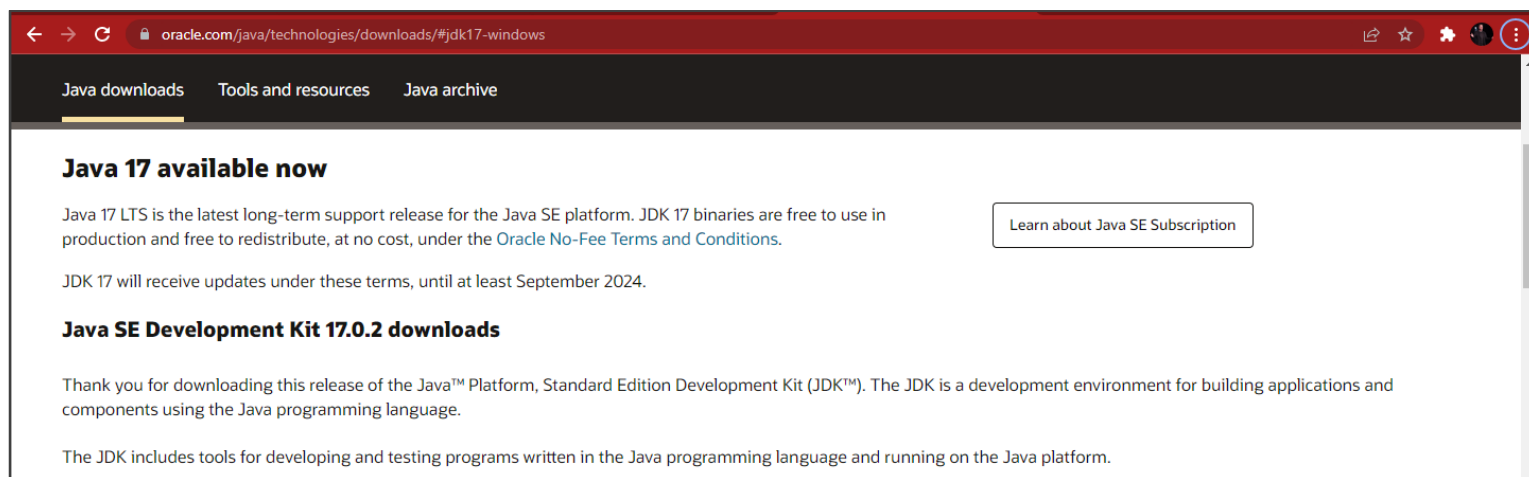 oracle.com/java/technologies/downloads/#jdk17-windows
Java downloads Tools and resources Java archive
Java 17 available now
Java 17 LTS is the latest long-term support release for the Java SE platform. JDK 17 binaries are free to use in
production and free to redistribute, at no cost, under the Oracle No-Fee Terms and Conditions.
Learn about Java SE Subscription
JDK 17 will receive updates under these terms, until at least September 2024.
Java SE Development Kit 17.0.2 downloads
Thank you for downloading this release of the Java™ Platform, Standard Edition Development Kit (JDK™). The JDK is a development environment for building applications and
components using the Java programming language.
The JDK includes tools for developing and testing programs written in the Java programming language and running on the Java platform.